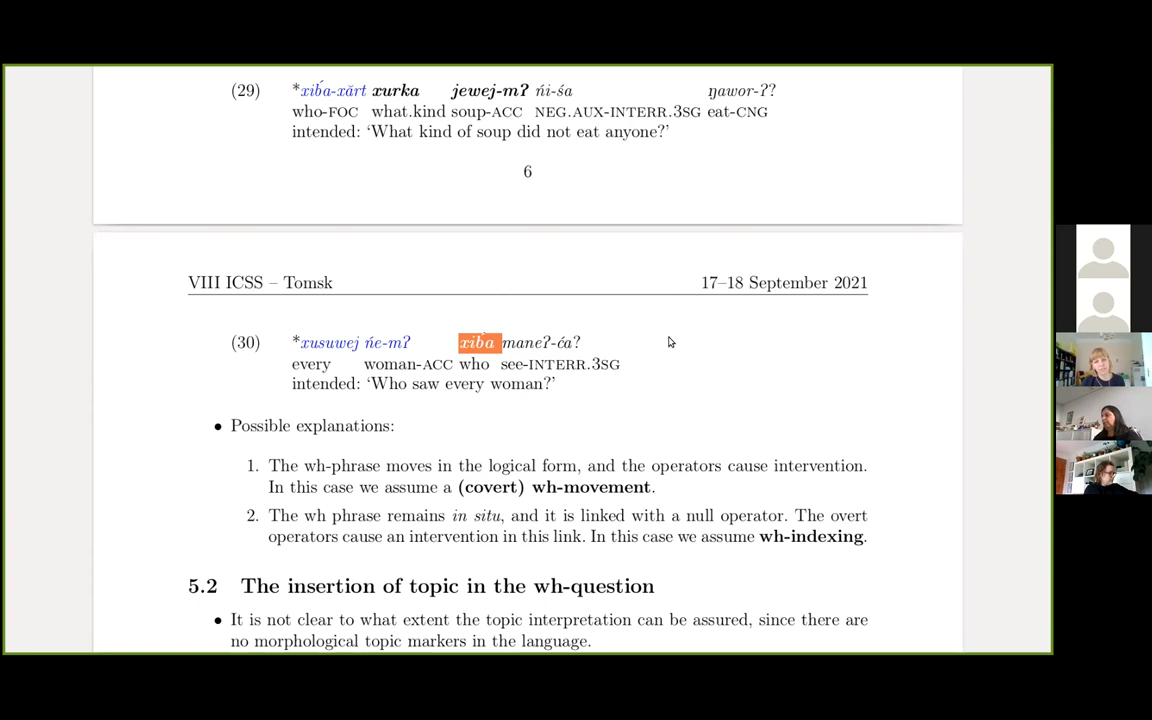 (29) *xib́a-xărt xurka jewej-mʔ ńi-śa ŋawor-ʔʔ
who-FOC what.kind soup-ACC NEG.AUX-INTERR.3SG eat-CNG
intended: ‘What kind of soup did not eat anyone?’
6
VIII ICSS – Tomsk 17–18 September 2021
(30) *xusuwej ńe-mʔ xib́a maneʔ-ća?
every woman-ACC who see-INTERR.3SG
intended: ‘Who saw every woman?’
• Possible explanations:
1. The wh-phrase moves in the logical form, and the operators cause intervention.
In this case we assume a (covert) wh-movement.
2. The wh phrase remains in situ, and it is linked with a null operator. The overt
operators cause an intervention in this link. In this case we assume wh-indexing.
5.2 The insertion of topic in the wh-question
• It is not clear to what extent the topic interpretation can be assured, since there are
no morphological topic markers in the language.